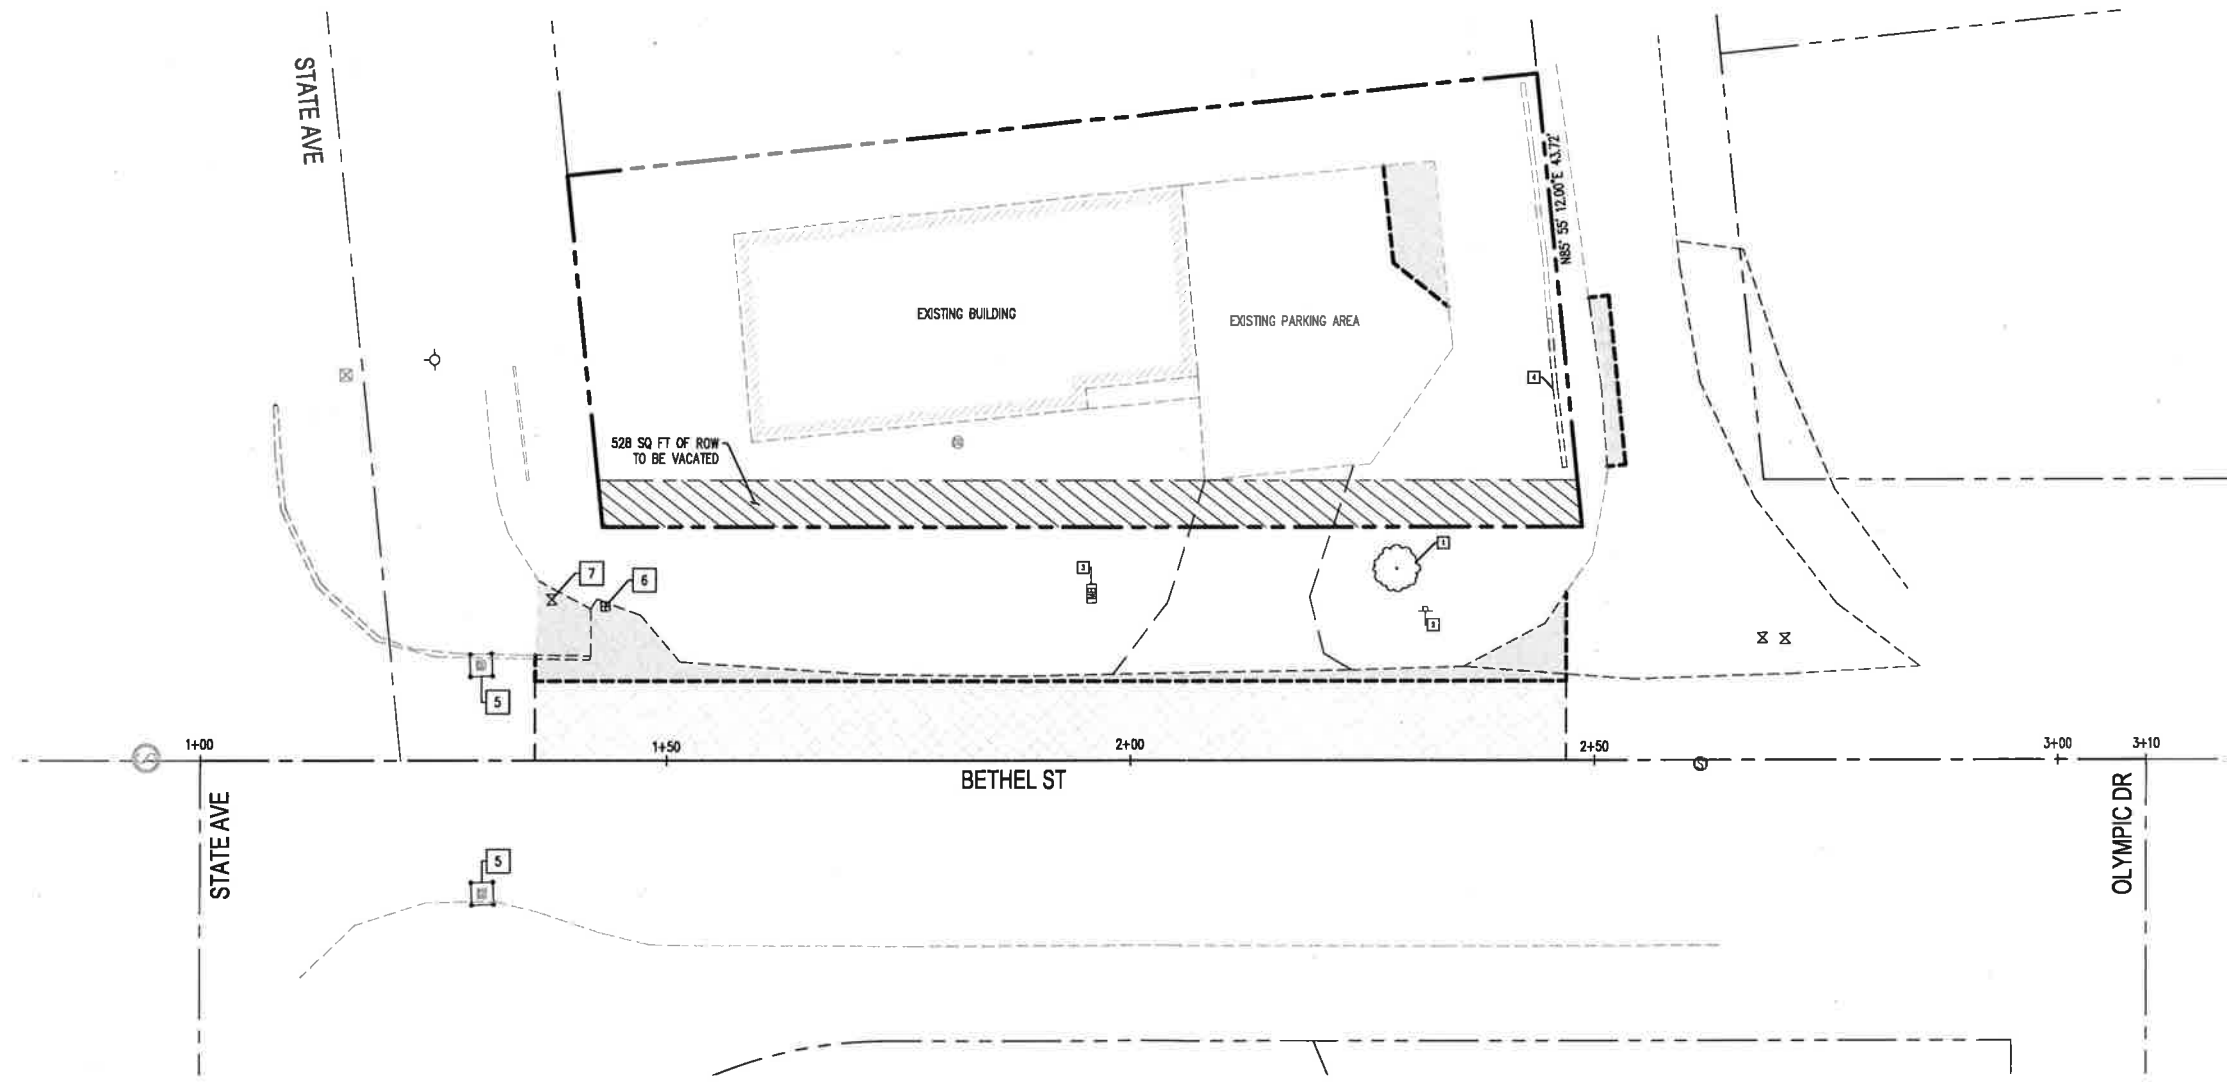 STATE AVE
N85° 55' 12.00"E 43.72'
EXISTING BUILDING
EXISTING PARKING AREA
4
528 SQ FT OF ROW
TO BE VACATED
1
3
7
6
5
1+00
1+50
2+00
2+50
3+00
3+10
BETHEL ST
STATE AVE
OLYMPIC DR
5